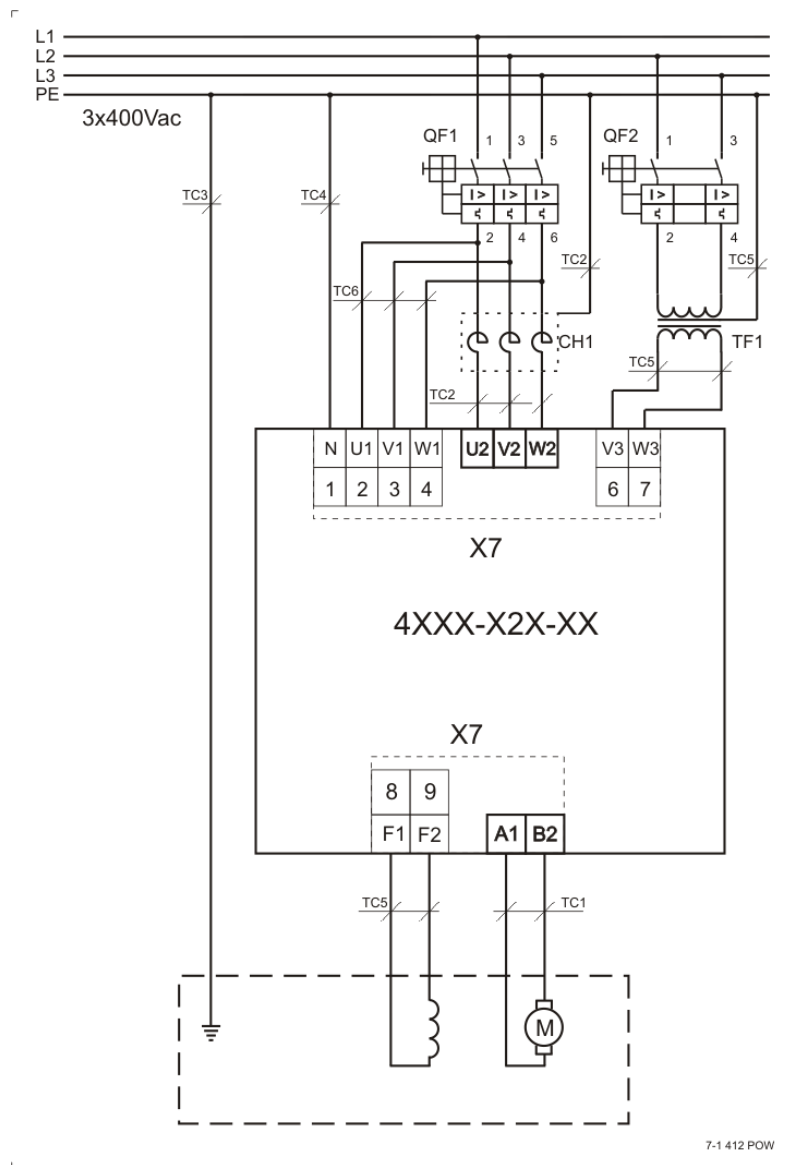 L1
L2
L3
PE
3x400Vac
QF1 1 3 5 QF2 1 3
I > I > I > I > I >
TC3 TC4
2 4 6 2 4
TC2 TC5
TC6
CH1 TF1
TC5
TC2
N U1 V1 W1 U2 V2 W2 V3 W3
1 2 3 4 6 7
X7
4XXX-X2X-XX
X7
8 9
F1 F2 A1 B2
TC5 TC1
M
7-1 412 POW